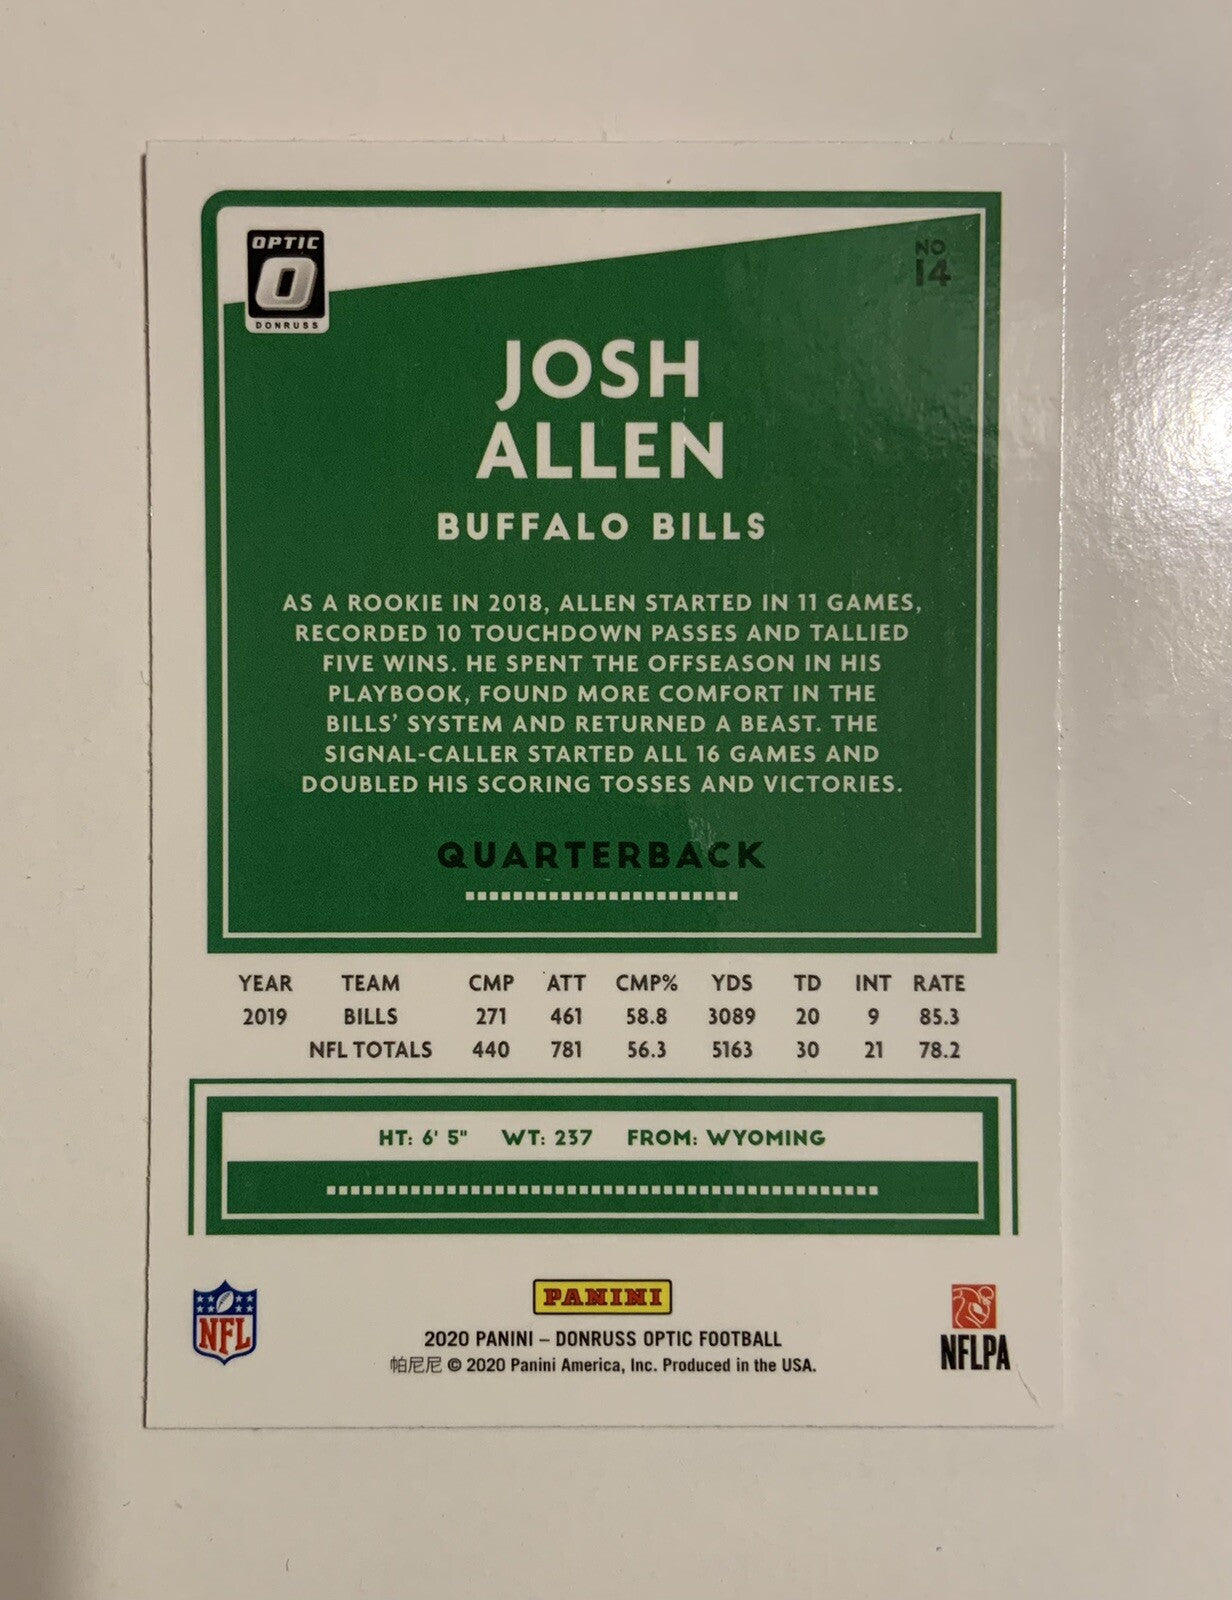 OPTIC
O
DONRUSS
NO
14
JOSH
ALLEN
BUFFALO BILLS
AS A ROOKIE IN 2018, ALLEN STARTED IN 11 GAMES,
RECORDED 10 TOUCHDOWN PASSES AND TALLIED
FIVE WINS. HE SPENT THE OFFSEASON IN HIS
PLAYBOOK, FOUND MORE COMFORT IN THE
BILLS' SYSTEM AND RETURNED A BEAST. THE
SIGNAL-CALLER STARTED ALL 16 GAMES AND
DOUBLED HIS SCORING TOSSES AND VICTORIES.
QUARTERBACK
YEAR TEAM CMP ATT CMP% YDS TD INT RATE
2019 BILLS 271 461 58.8 3089 20 9 85.3
NFL TOTALS 440 781 56.3 5163 30 21 78.2
HT: 6' 5" WT: 237 FROM: WYOMING
NFL
PANINI
2020 PANINI – DONRUSS OPTIC FOOTBALL
帕尼尼 © 2020 Panini America, Inc. Produced in the USA.
NFLPA